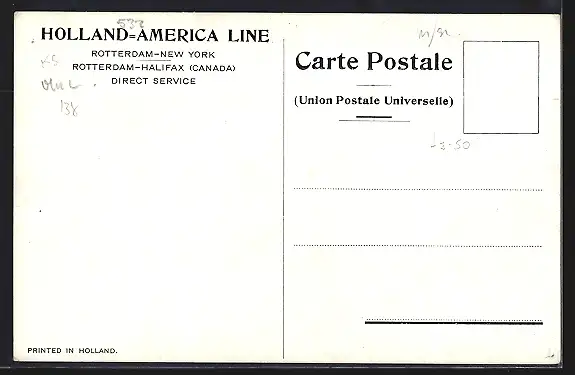 532
HOLLAND=AMERICA LINE
ROTTERDAM–NEW YORK
ROTTERDAM–HALIFAX (CANADA)
DIRECT SERVICE
Carte Postale
(Union Postale Universelle)
PRINTED IN HOLLAND.